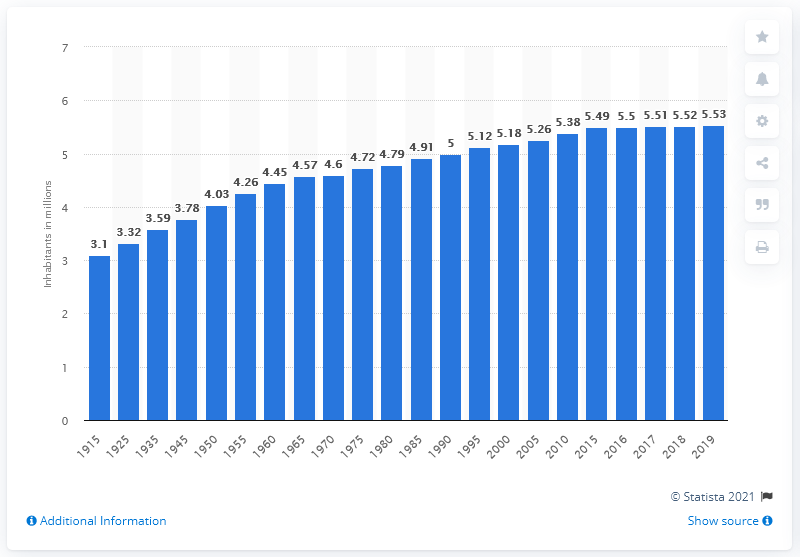 7
6
5
4
3
2
1
0
Inhabitants in millions
3.1 3.32 3.59 3.78 4.03 4.26 4.45 4.57 4.6 4.72 4.79 4.91 5 5.12 5.18 5.26 5.38 5.49 5.5 5.51 5.52 5.53
1915 1925 1935 1945 1950 1955 1960 1965 1970 1975 1980 1985 1990 1995 2000 2005 2010 2015 2016 2017 2018 2019
© Statista 2021
Additional Information
Show source